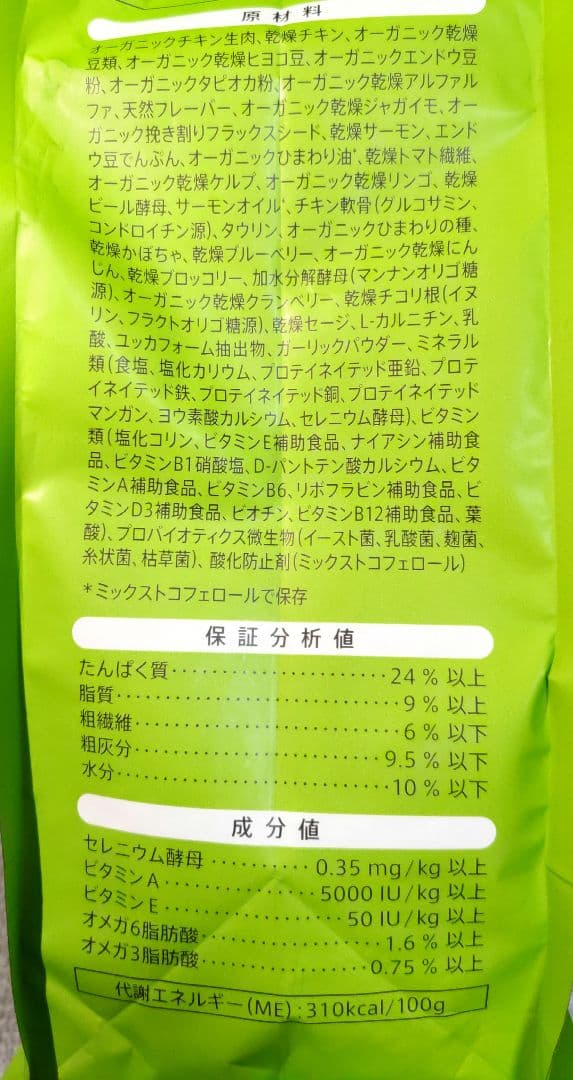 原材料
オーガニックチキン生肉、乾燥チキン、オーガニック乾燥
豆類、オーガニック乾燥ヒヨコ豆、オーガニックエンドウ豆
粉、オーガニックタピオカ粉、オーガニック乾燥アルファル
ファ、天然フレーバー、オーガニック乾燥ジャガイモ、オー
ガニック挽き割りフラックスシード、乾燥サーモン、エンド
ウ豆でんぷん、オーガニックひまわり油*、乾燥トマト繊維、
オーガニック乾燥ケルプ、オーガニック乾燥リンゴ、乾燥
ビール酵母、サーモンオイル*、チキン軟骨(グルコサミン、
コンドロイチン源)、タウリン、オーガニックひまわりの種、
乾燥かぼちゃ、乾燥ブルーベリー、オーガニック乾燥にん
じん、乾燥ブロッコリー、加水分解酵母(マンナンオリゴ糖
源)、オーガニック乾燥クランベリー、乾燥チコリ根(イヌ
リン、フラクトオリゴ糖源)、乾燥セージ、L-カルニチン、乳
酸、ユッカフォーム抽出物、ガーリックパウダー、ミネラル
類(食塩、塩化カリウム、プロテイネイテッド亜鉛、プロテ
イネイテッド鉄、プロテイネイテッド銅、プロテイネイテッド
マンガン、ヨウ素酸カルシウム、セレニウム酵母)、ビタミン
類(塩化コリン、ビタミンE補助食品、ナイアシン補助食
品、ビタミンB1硝酸塩、D-パントテン酸カルシウム、ビタ
ミンA補助食品、ビタミンB6、リボフラビン補助食品、ビ
タミンD3補助食品、ビオチン、ビタミンB12補助食品、葉
酸)、プロバイオティクス微生物(イースト菌、乳酸菌、麹菌、
糸状菌、枯草菌)、酸化防止剤(ミックストコフェロール)
*ミックストコフェロールで保存
保証分析値
たんぱく質‥‥‥‥‥‥‥‥‥‥‥24 % 以上
脂質‥‥‥‥‥‥‥‥‥‥‥‥‥‥9 % 以上
粗繊維‥‥‥‥‥‥‥‥‥‥‥‥‥6 % 以下
粗灰分‥‥‥‥‥‥‥‥‥‥‥‥9.5 % 以下
水分‥‥‥‥‥‥‥‥‥‥‥‥‥10 % 以下
成分値
セレニウム酵母‥‥‥‥‥0.35 mg/kg 以上
ビタミンA‥‥‥‥‥‥‥5000 IU/kg 以上
ビタミンE‥‥‥‥‥‥‥‥50 IU/kg 以上
オメガ6脂肪酸‥‥‥‥‥‥‥‥1.6 % 以上
オメガ3脂肪酸‥‥‥‥‥‥‥‥0.75 % 以上
代謝エネルギー(ME):310kcal/100g